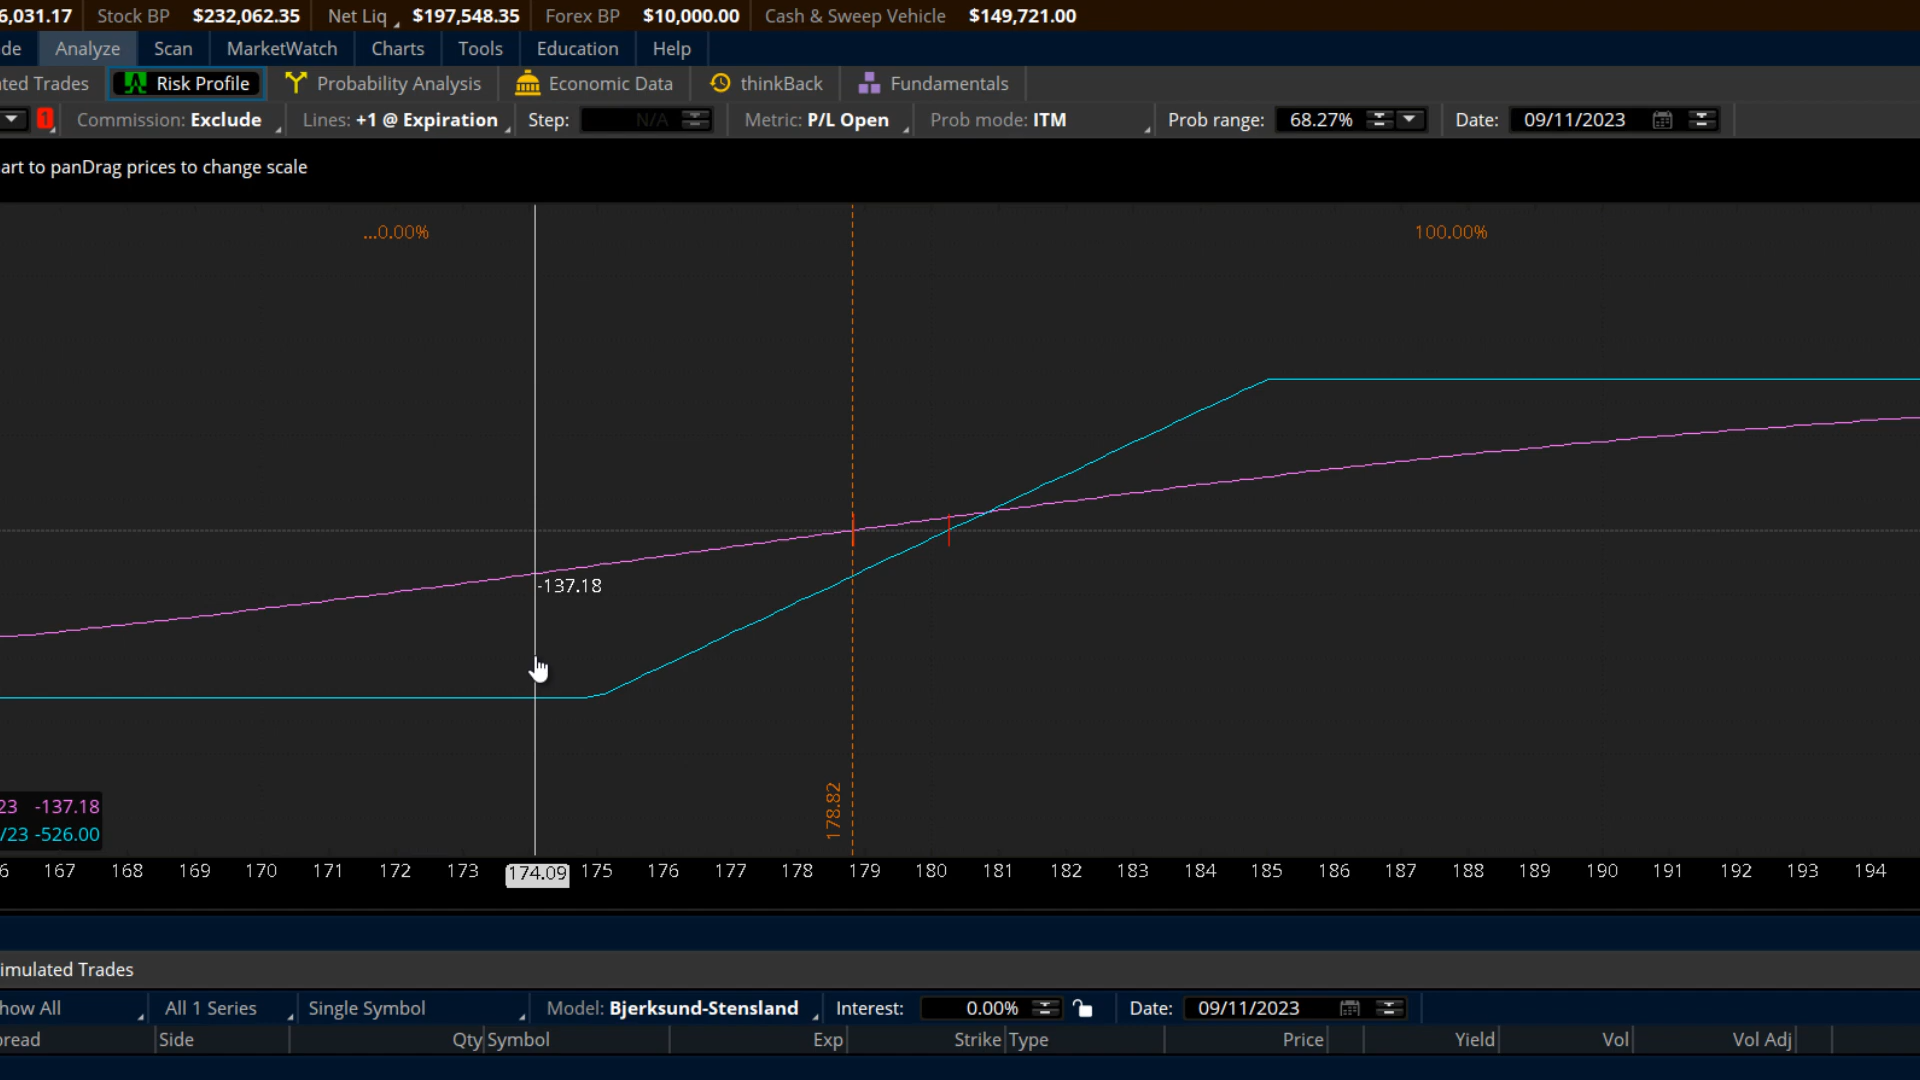 6,031.17 Stock BP $232,062.35 Net Liq $197,548.35 Forex BP $10,000.00 Cash & Sweep Vehicle $149,721.00
de Analyze Scan MarketWatch Charts Tools Education Help
ted Trades Risk Profile Probability Analysis Economic Data thinkBack Fundamentals
1 Commission: Exclude Lines: +1 @ Expiration Step: N/A Metric: P/L Open Prob mode: ITM Prob range: 68.27% Date: 09/11/2023
art to panDrag prices to change scale
...0.00% 100.00%
-137.18
178.82
23 -137.18
/23 -526.00
6 167 168 169 170 171 172 173 174.09 175 176 177 178 179 180 181 182 183 184 185 186 187 188 189 190 191 192 193 194
imulated Trades
how All All 1 Series Single Symbol Model: Bjerksund-Stensland Interest: 0.00% Date: 09/11/2023
pread Side Qty Symbol Exp Strike Type Price Yield Vol Vol Adj